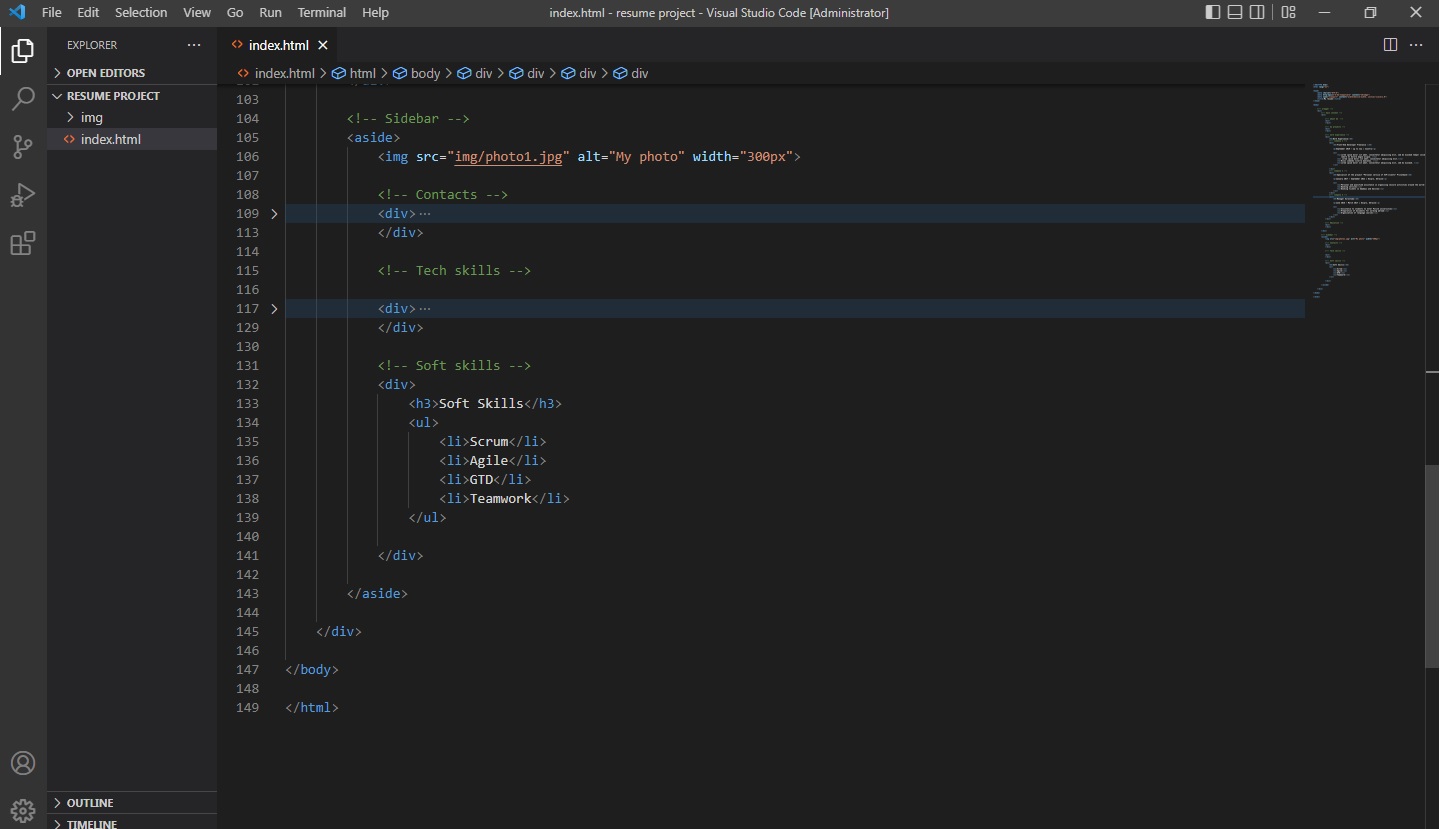 File Edit Selection View Go Run Terminal Help
index.html - resume project - Visual Studio Code [Administrator]
EXPLORER
OPEN EDITORS
RESUME PROJECT
img
index.html
OUTLINE
TIMELINE
index.html
index.html > html > body > div > div > div > div
103
104 <!-- Sidebar -->
105 <aside>
106 <img src="img/photo1.jpg" alt="My photo" width="300px">
107
108 <!-- Contacts -->
109 <div>...
113 </div>
114
115 <!-- Tech skills -->
116
117 <div>...
129 </div>
130
131 <!-- Soft skills -->
132 <div>
133 <h3>Soft Skills</h3>
134 <ul>
135 <li>Scrum</li>
136 <li>Agile</li>
137 <li>GTD</li>
138 <li>Teamwork</li>
139 </ul>
140
141 </div>
142
143 </aside>
144
145 </div>
146
147 </body>
148
149 </html>